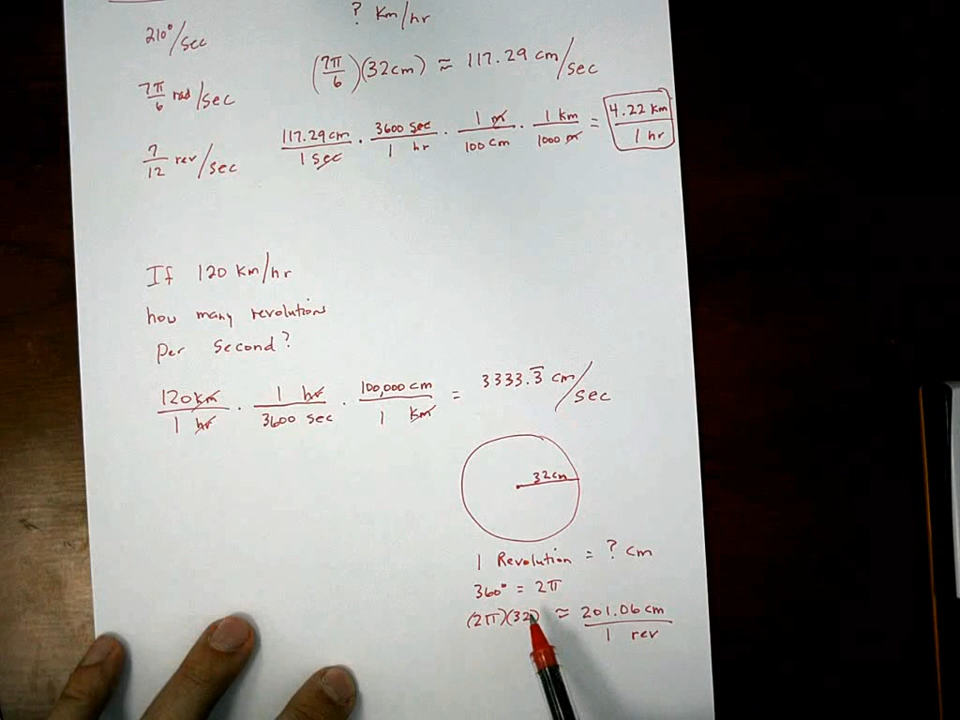 210°/sec
? Km/hr
(7π/6)(32cm) ≈ 117.29 cm/sec
7π/6 rad/sec
117.29cm/1 sec · 3600 sec/1 hr · 1 m/100 cm · 1 km/1000 m = 4.22 km/1 hr
7/12 rev/sec
If 120 km/hr
how many revolutions
per second?
120 km/1 hr · 1 hr/3600 sec · 100,000 cm/1 km = 3333.3̅ cm/sec
32cm
1 Revolution = ? cm
360° = 2π
(2π)(32) ≈ 201.06 cm/1 rev